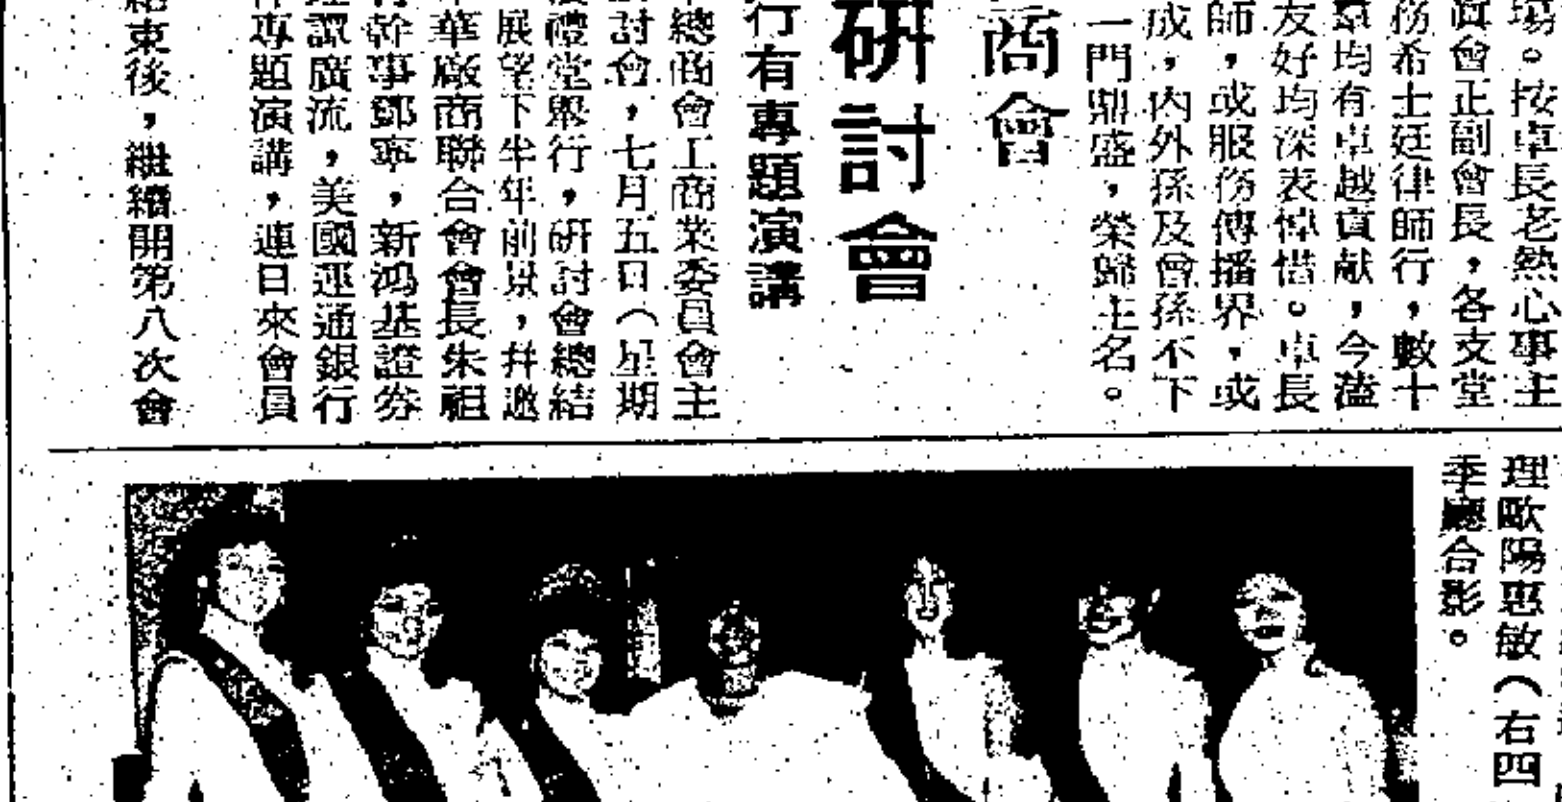 場。按卓長老熱心事主
眞會正副會長，各支堂
務希士廷律師行，數十
均有卓越貢献，今溘
友好均深表悼惜。卓長
師，或服務傳播界，或
成，內外孫及會孫不下
一門鼎盛，榮歸主名。
商會
研討會
行有專題演講
總商會工商業委員會主
討會，七月五日（星期
禮堂舉行，研討會總結
展望下半年前景，幷邀
華廠商聯合會會長朱祖
幹事鄧寧，新鴻基證券
譚廣流，美國運通銀行
專題演講，連日來會員
結束後，繼續開第八次會
理歐陽惠敏（右四
季廳合影。